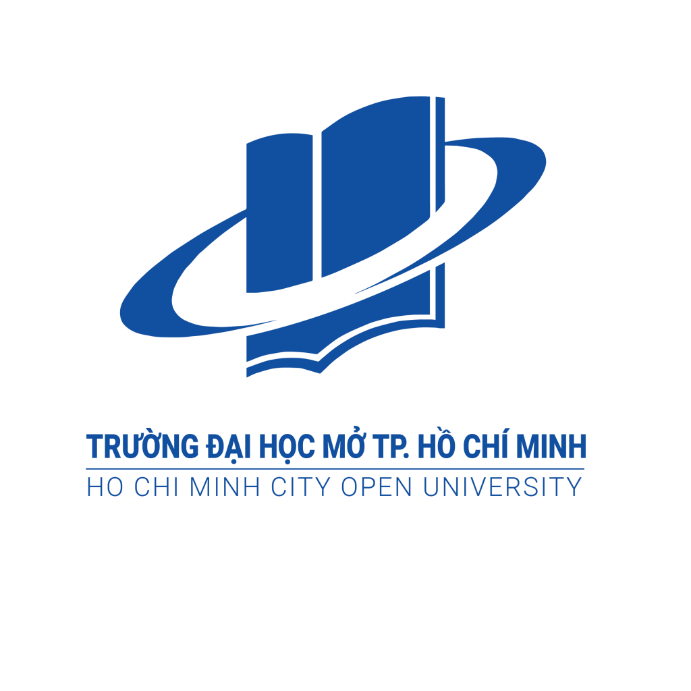 TRƯỜNG ĐẠI HỌC MỞ TP. HỒ CHÍ MINH
HO CHI MINH CITY OPEN UNIVERSITY